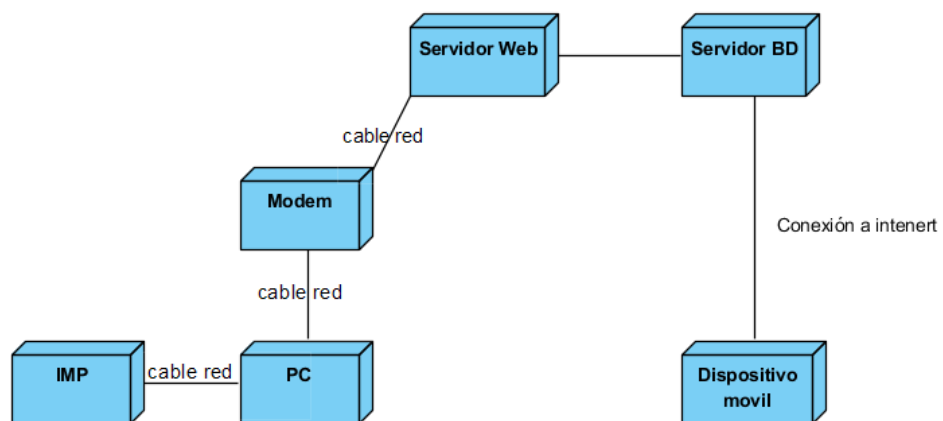 Servidor Web
Servidor BD
cable red
Modem
Conexión a intenert
cable red
IMP
cable red
PC
Dispositivo
movil